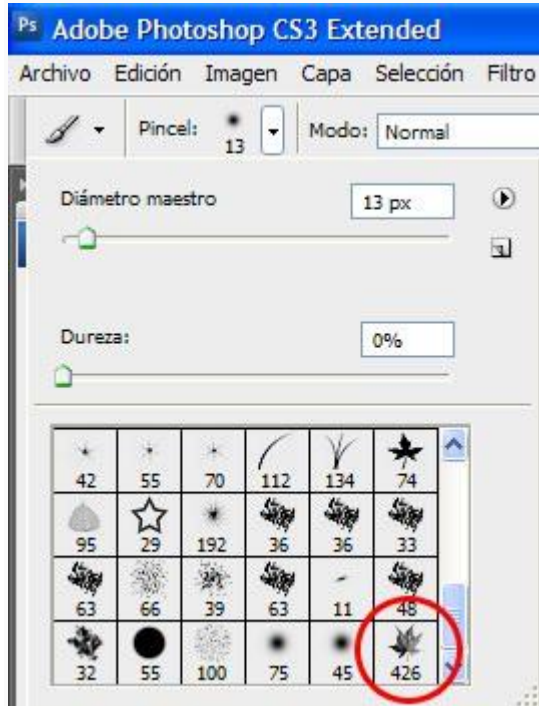 Ps Adobe Photoshop CS3 Extended
Archivo Edición Imagen Capa Selección Filtro
Pincel: 13 Modo: Normal
Diámetro maestro 13 px
Dureza: 0%
42 55 70 112 134 74
95 29 192 36 36 33
63 66 39 63 11 48
32 55 100 75 45 426